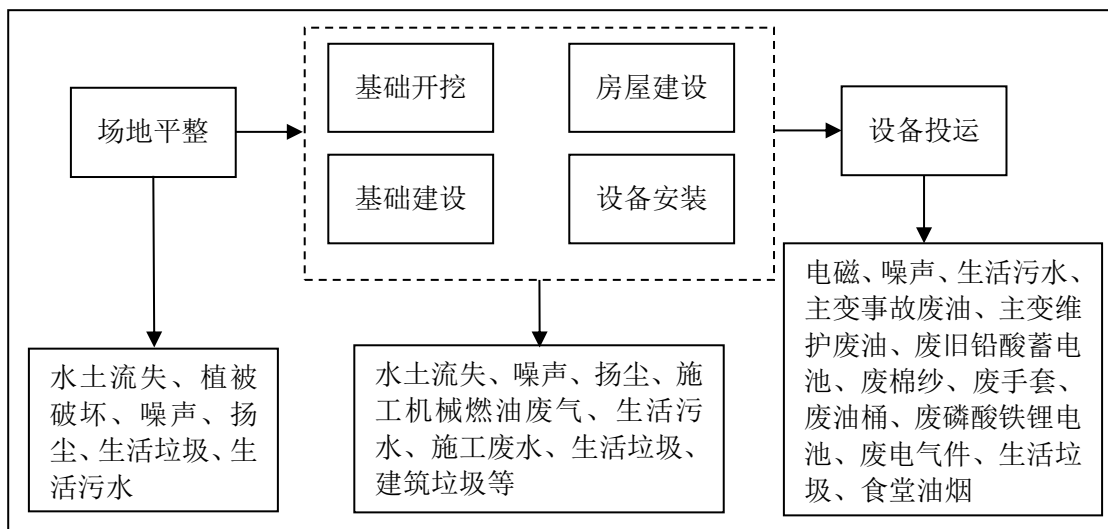 基础开挖
房屋建设
场地平整
设备投运
基础建设
设备安装
水土流失、植被
破坏、噪声、扬
尘、生活垃圾、生
活污水
水土流失、噪声、扬尘、施
工机械燃油废气、生活污
水、施工废水、生活垃圾、
建筑垃圾等
电磁、噪声、生活污水、
主变事故废油、主变维
护废油、废旧铅酸蓄电
池、废棉纱、废手套、
废油桶、废磷酸铁锂电
池、废电气件、生活垃
圾、食堂油烟